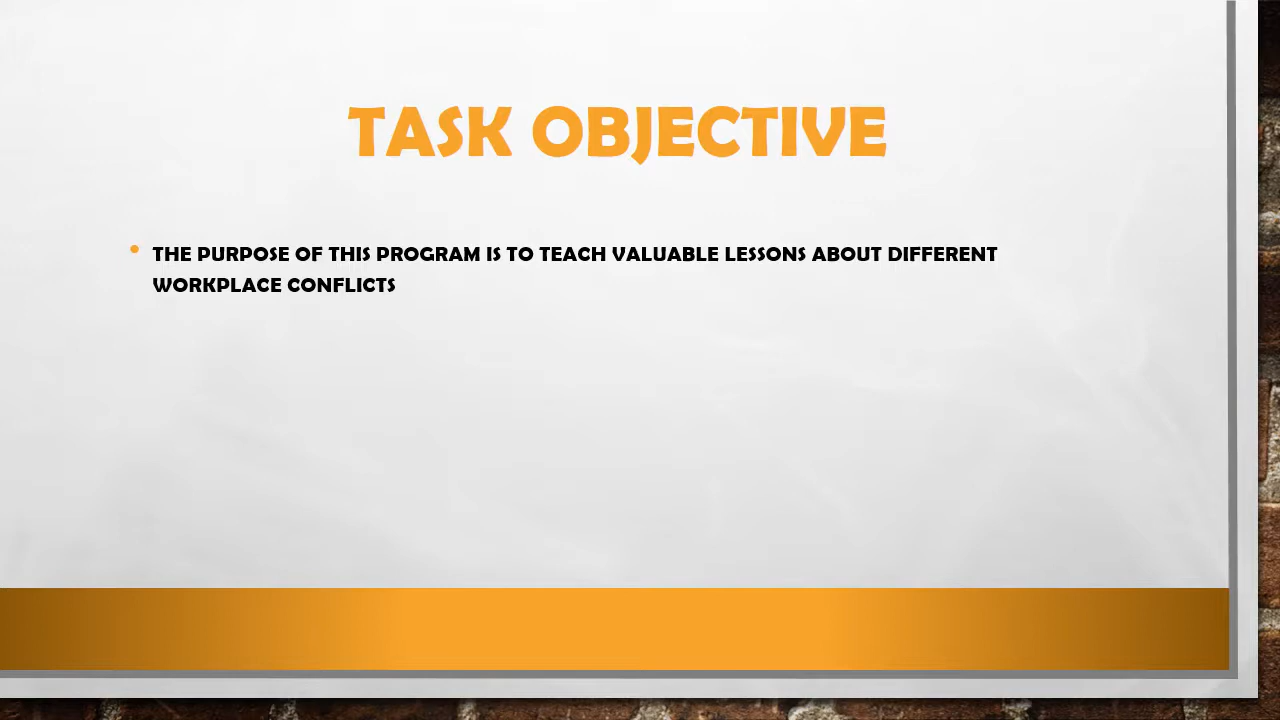 TASK OBJECTIVE
THE PURPOSE OF THIS PROGRAM IS TO TEACH VALUABLE LESSONS ABOUT DIFFERENT
WORKPLACE CONFLICTS